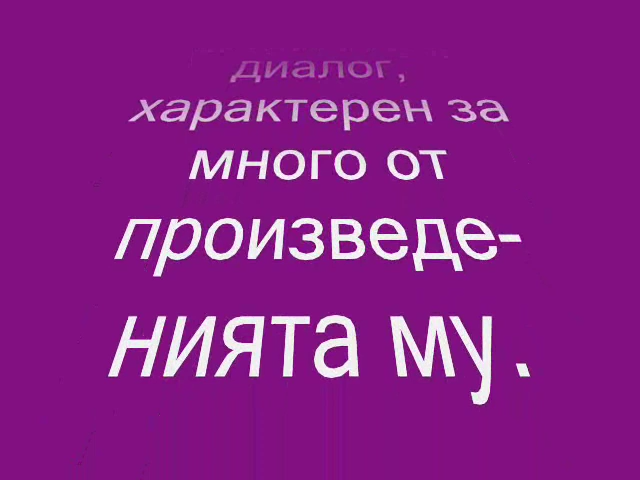 диалог,
характерен за
много от
произведе-
нията му.